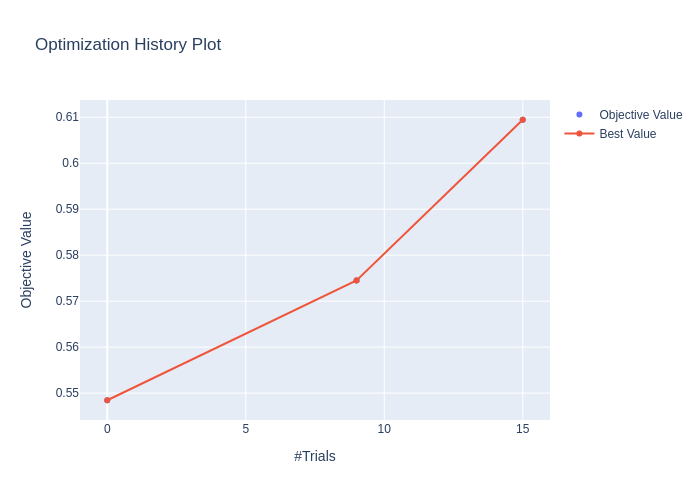 Optimization History Plot
Objective Value
Best Value
0.61
0.6
0.59
0.58
0.57
0.56
0.55
Objective Value
0
5
10
15
#Trials